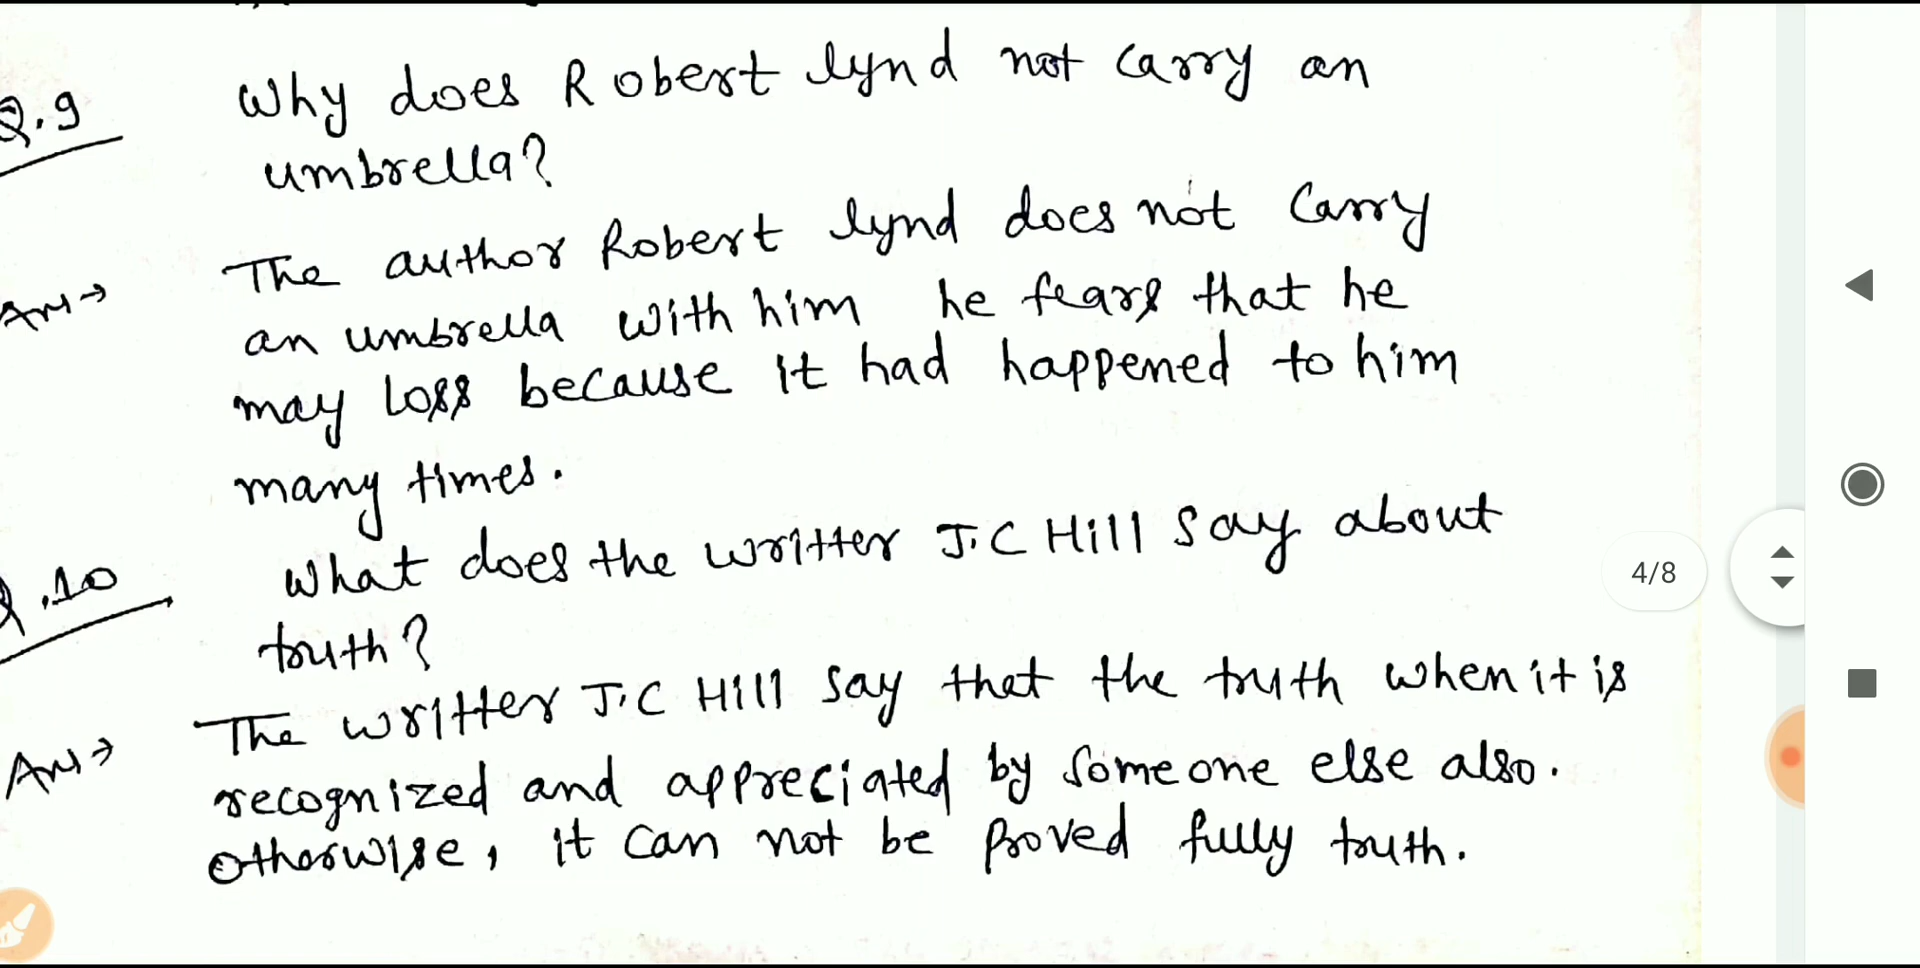 Q.9 Why does Robert lynd not carry an
umbrella?
Ans→ The author Robert lynd does not carry
an umbrella with him he fears that he
may loss because it had happened to him
many times.
Q.10 What does the writter J.C Hill say about
truth?
Ans→ The writter J.C Hill say that the truth when it is
recognized and appreciated by someone else also.
otherwise, it can not be proved fully truth.
4/8